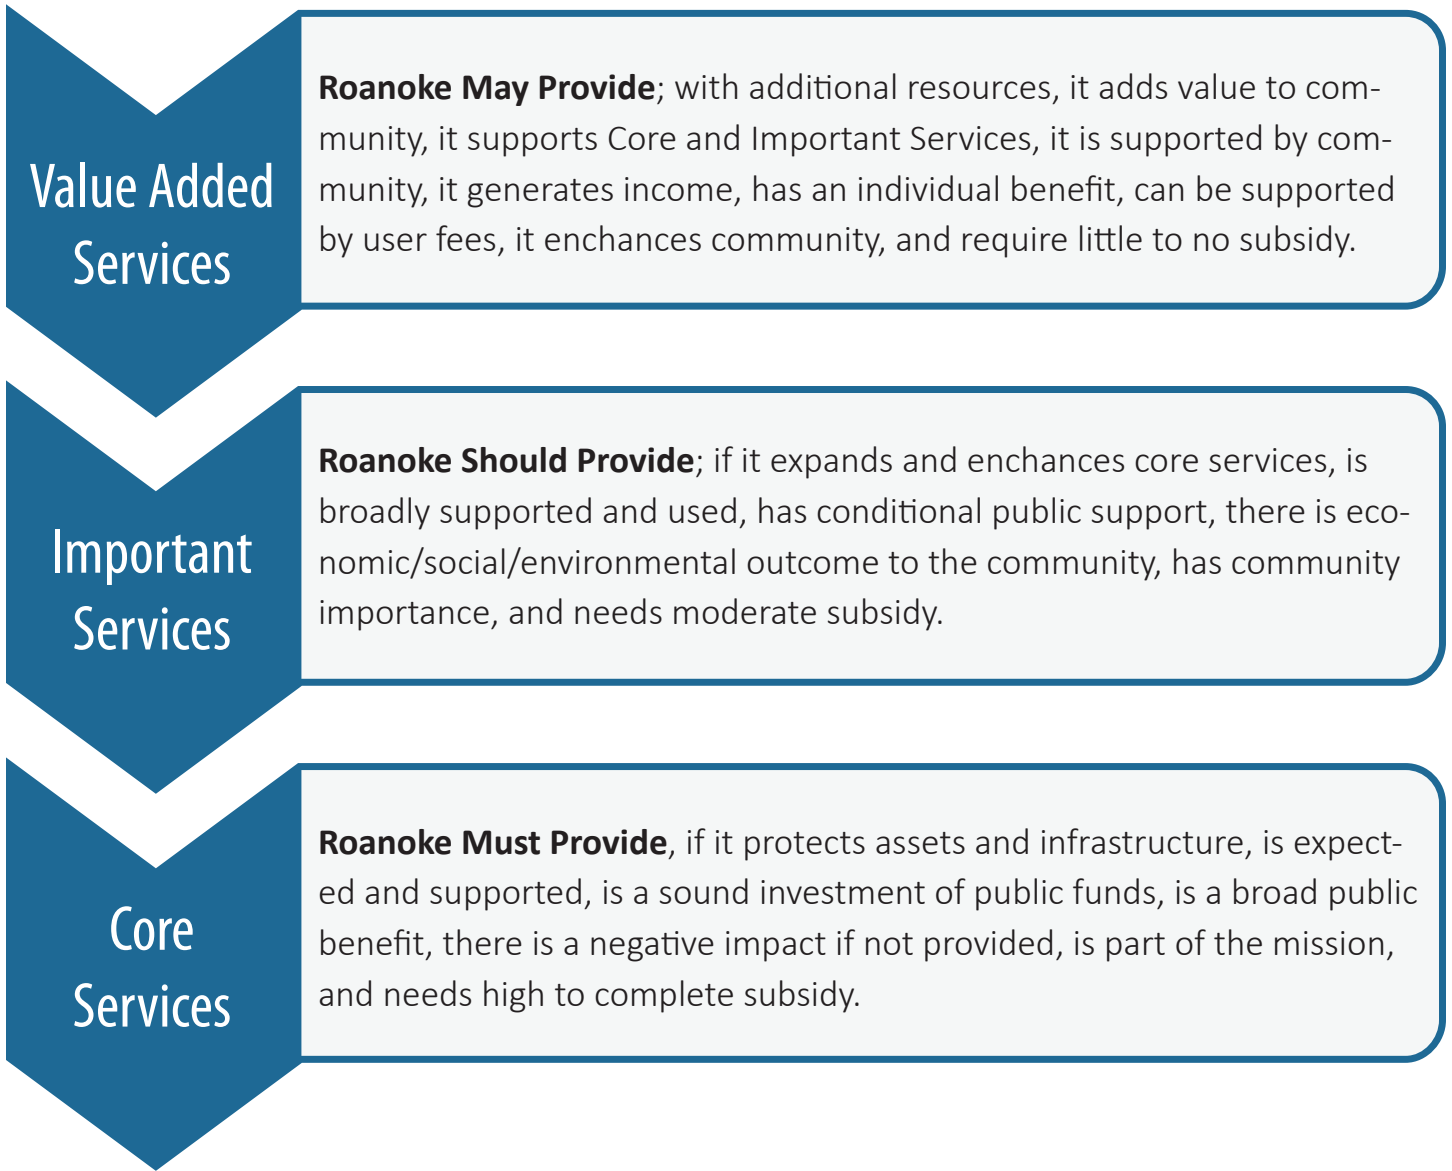 Value Added
Services
Roanoke May Provide; with additional resources, it adds value to com-
munity, it supports Core and Important Services, it is supported by com-
munity, it generates income, has an individual benefit, can be supported
by user fees, it enchances community, and require little to no subsidy.
Important
Services
Roanoke Should Provide; if it expands and enchances core services, is
broadly supported and used, has conditional public support, there is eco-
nomic/social/environmental outcome to the community, has community
importance, and needs moderate subsidy.
Core
Services
Roanoke Must Provide, if it protects assets and infrastructure, is expect-
ed and supported, is a sound investment of public funds, is a broad public
benefit, there is a negative impact if not provided, is part of the mission,
and needs high to complete subsidy.